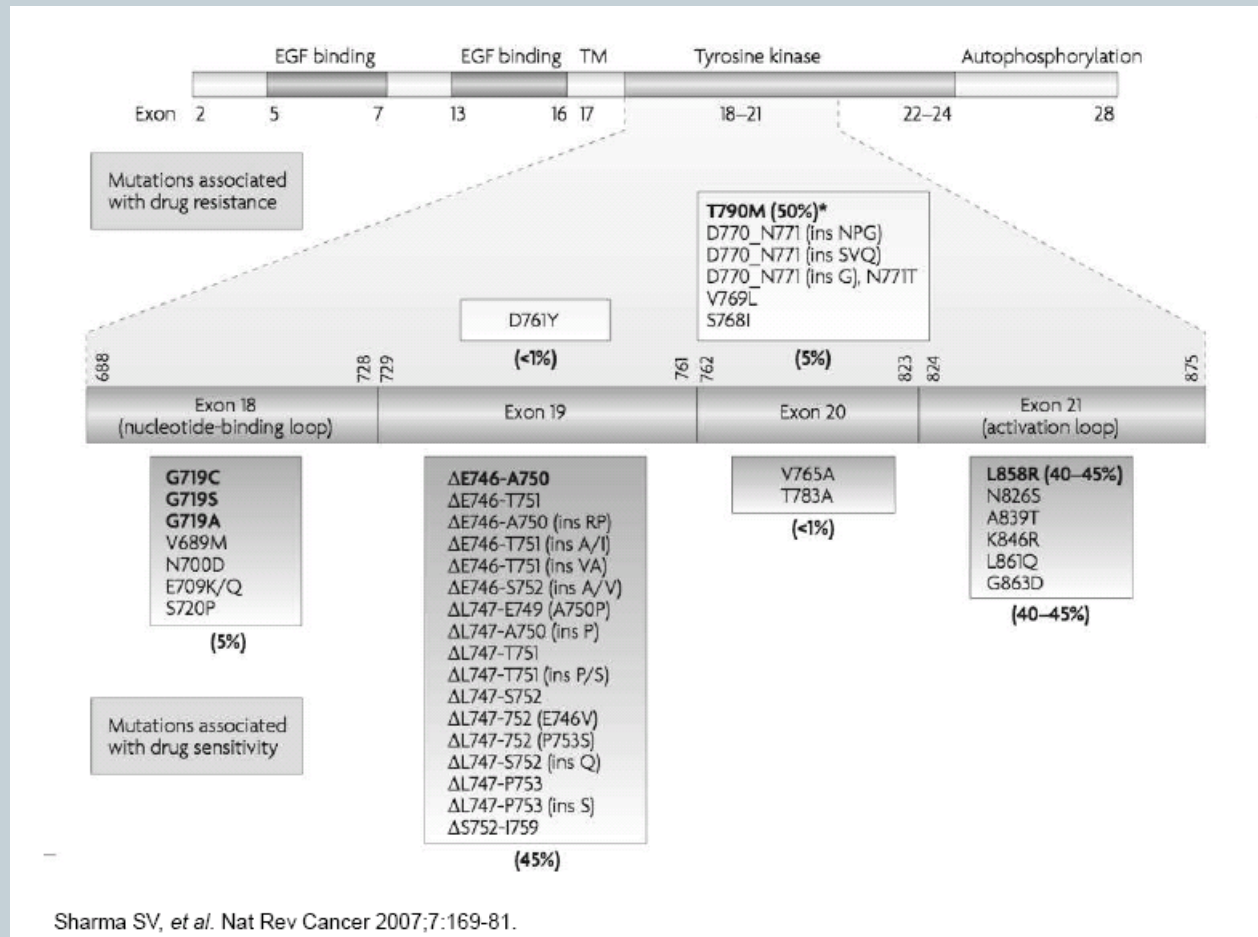 EGF binding EGF binding TM Tyrosine kinase Autophosphorylation
Exon 2 5 7 13 16 17 18–21 22–24 28
Mutations associated
with drug resistance
T790M (50%)*
D770_N771 (ins NPG)
D770_N771 (ins SVQ)
D770_N771 (ins G), N771T
V769L
S768I
D761Y
(<1%)
(5%)
688 728 729 761 762 823 824 875
Exon 18
(nucleotide-binding loop)
Exon 19
Exon 20
Exon 21
(activation loop)
G719C
G719S
G719A
V689M
N700D
E709K/Q
S720P
(5%)
ΔE746-A750
ΔE746-T751
ΔE746-A750 (ins RP)
ΔE746-T751 (ins A/I)
ΔE746-T751 (ins VA)
ΔE746-S752 (ins A/V)
ΔL747-E749 (A750P)
ΔL747-A750 (ins P)
ΔL747-T751
ΔL747-T751 (ins P/S)
ΔL747-S752
ΔL747-752 (E746V)
ΔL747-752 (P753S)
ΔL747-S752 (ins Q)
ΔL747-P753
ΔL747-P753 (ins S)
ΔS752-I759
(45%)
V765A
T783A
(<1%)
L858R (40–45%)
N826S
A839T
K846R
L861Q
G863D
(40–45%)
Mutations associated
with drug sensitivity
Sharma SV, et al. Nat Rev Cancer 2007;7:169-81.